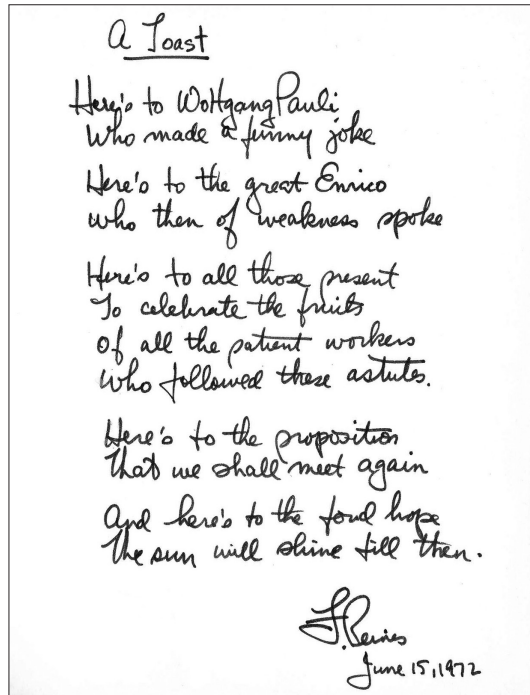 A Toast
Here's to Wolfgang Pauli
Who made a funny joke
Here's to the great Enrico
who then of weakness spoke
Here's to all those present
To celebrate the fruits
Of all the patient workers
Who followed these astutes.
Here's to the proposition
That we shall meet again
And here's to the fond hope
The sun will shine till then.
F. Reines
June 15, 1972